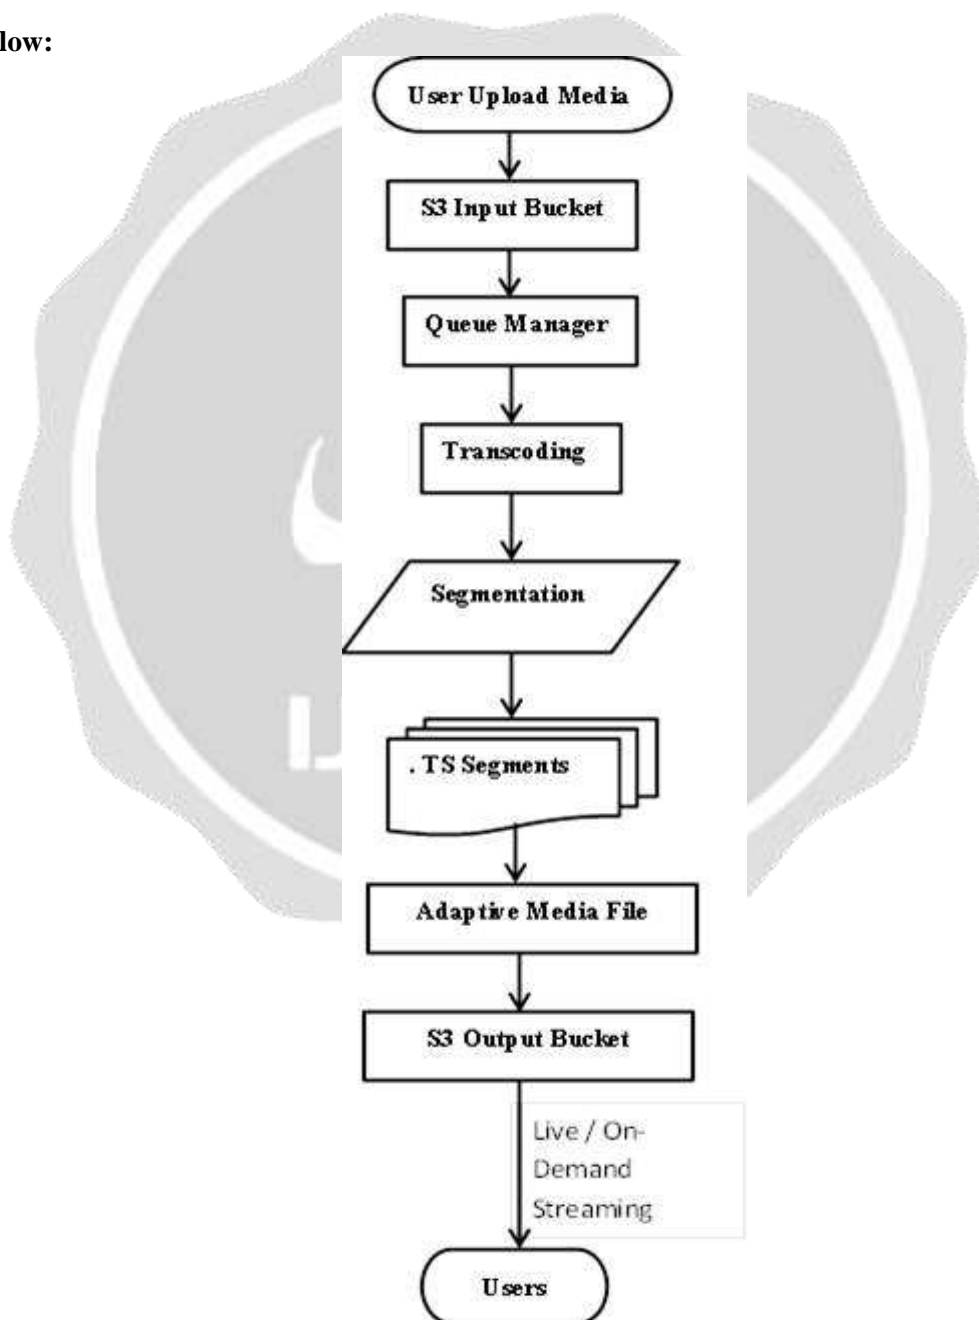 low:
User Upload Media
S3 Input Bucket
Queue Manager
Transcoding
Segmentation
. TS Segments
Adaptive Media File
S3 Output Bucket
Live / On-
Demand
Streaming
Users